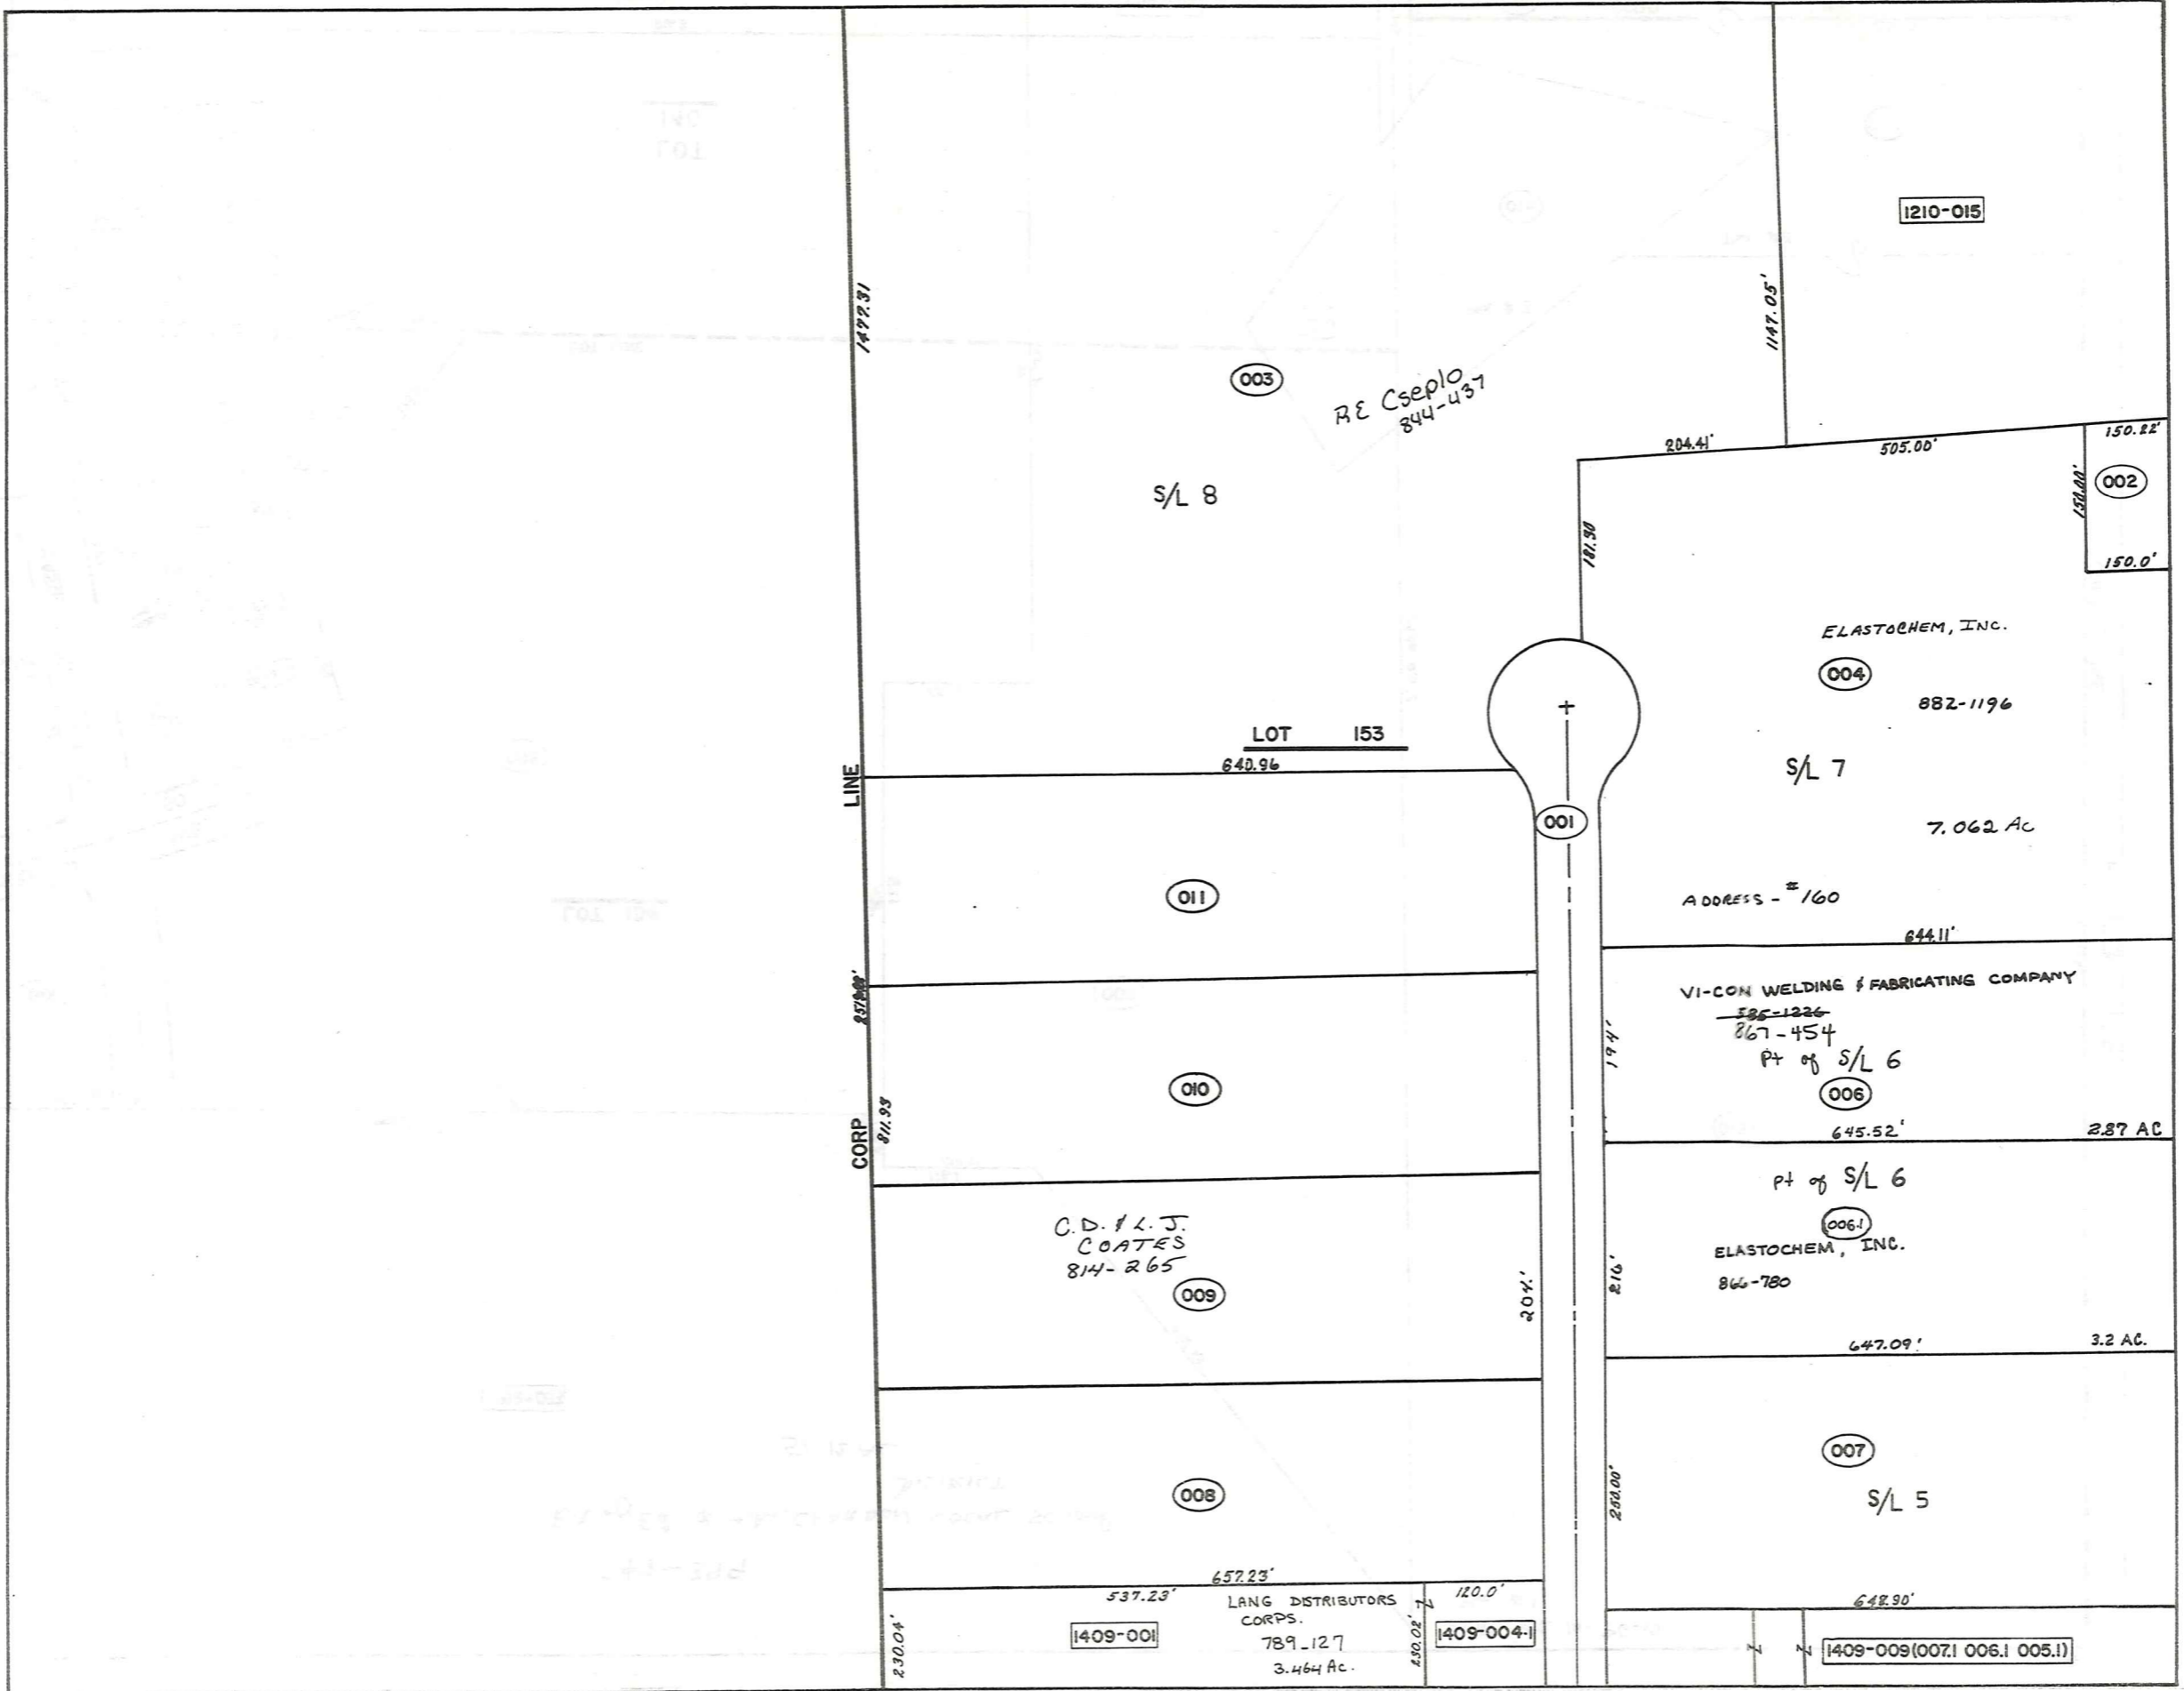 1210-015
1477.31
1147.05'
003
RE Cseplo
844-437
204.41'
505.00'
150.22'
002
150.00'
150.0'
S/L 8
181.90
ELASTOCHEM, INC.
004
882-1196
LOT 153
640.96
S/L 7
7.062 Ac
001
ADDRESS - #160
CORP LINE
011
644.11'
VI-CON WELDING & FABRICATING COMPANY
867-454
Pt of S/L 6
006
194'
645.52'
2.87 AC
010
811.93
Pt of S/L 6
006.1
ELASTOCHEM, INC.
866-780
216'
647.09'
3.2 AC.
C.D. & L.J.
COATES
814-265
009
204'
007
S/L 5
250.00'
648.90'
008
657.23'
537.23'
LANG DISTRIBUTORS
CORPS.
789-127
3.464 Ac.
120.0'
230.04'
1409-001
230.02'
1409-004.1
Z
Z
Z
1409-009(007.1 006.1 005.1)